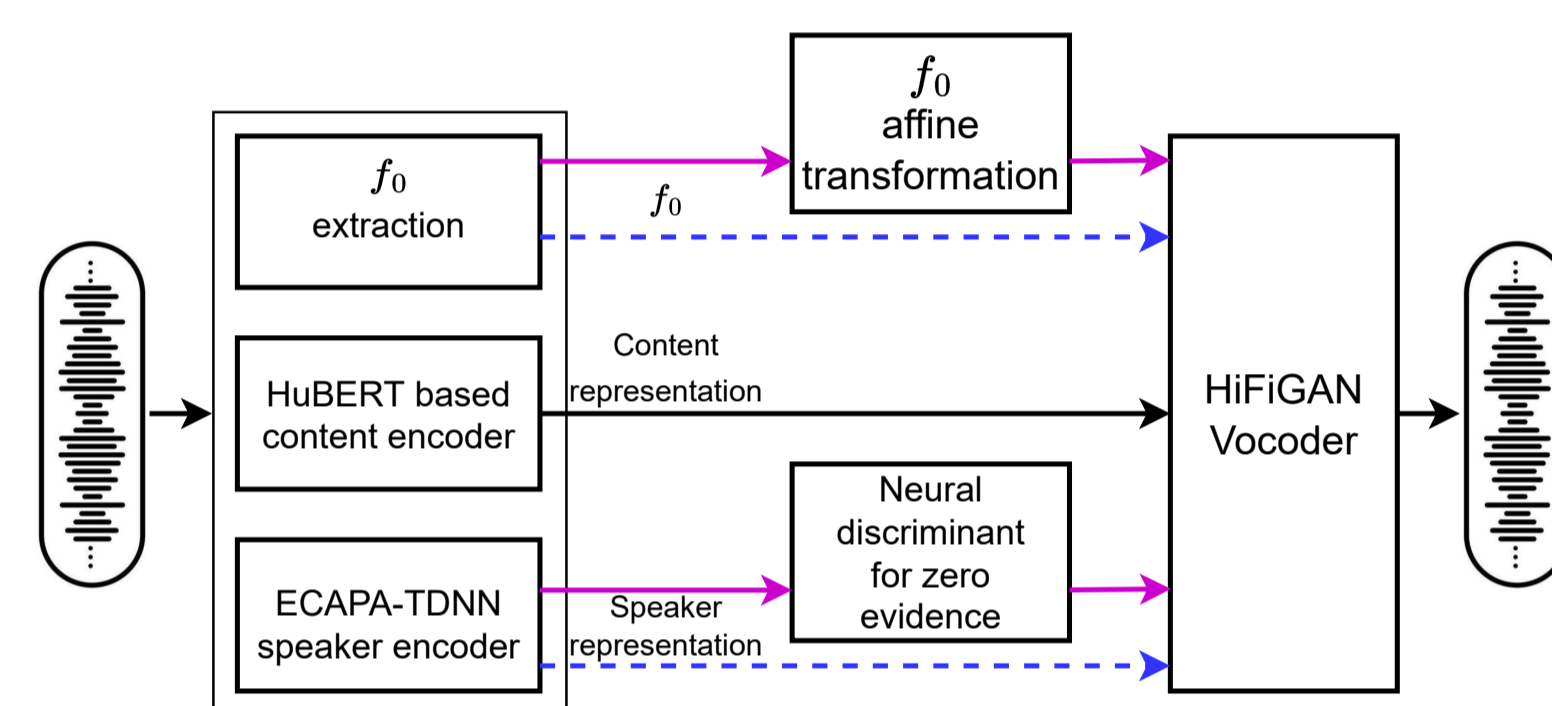 f₀
affine
transformation
f₀
extraction
f₀
Content
representation
HuBERT based
content encoder
HiFiGAN
Vocoder
Neural
discriminant
for zero
evidence
ECAPA-TDNN
speaker encoder
Speaker
representation